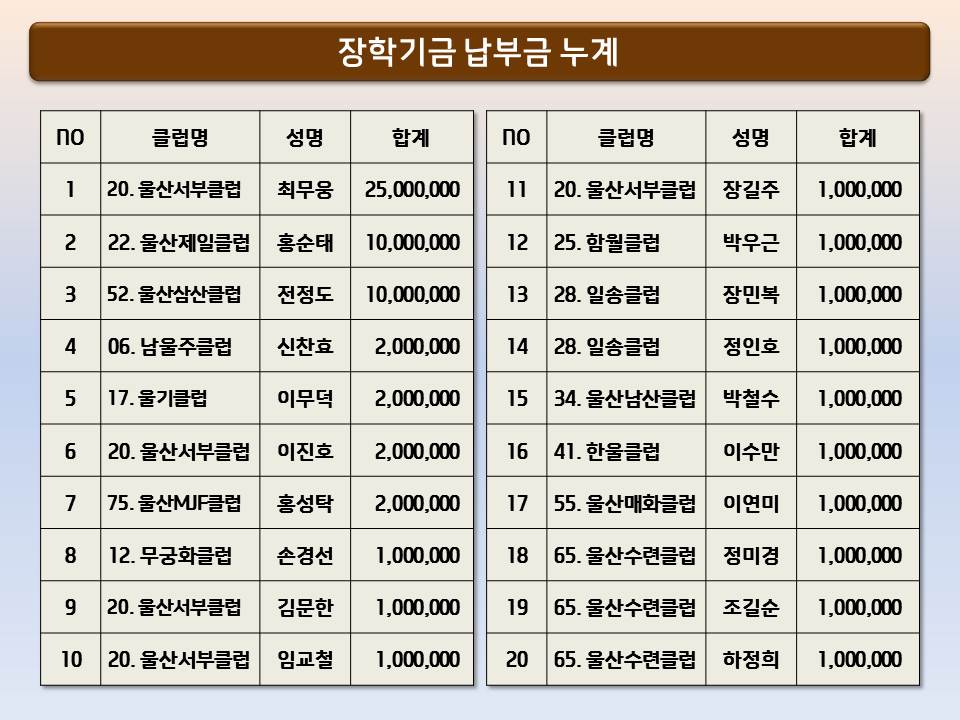 장학기금 납부금 누계
NO 클럽명 성명 합계
1 20. 울산서부클럽 최무웅 25,000,000
2 22. 울산제일클럽 홍순태 10,000,000
3 52. 울산삼산클럽 전정도 10,000,000
4 06. 남울주클럽 신찬효 2,000,000
5 17. 울기클럽 이무덕 2,000,000
6 20. 울산서부클럽 이진호 2,000,000
7 75. 울산MJF클럽 홍성탁 2,000,000
8 12. 무궁화클럽 손경선 1,000,000
9 20. 울산서부클럽 김문한 1,000,000
10 20. 울산서부클럽 임교철 1,000,000
NO 클럽명 성명 합계
11 20. 울산서부클럽 장길주 1,000,000
12 25. 함월클럽 박우근 1,000,000
13 28. 일송클럽 장민복 1,000,000
14 28. 일송클럽 정인호 1,000,000
15 34. 울산남산클럽 박철수 1,000,000
16 41. 한울클럽 이수만 1,000,000
17 55. 울산매화클럽 이연미 1,000,000
18 65. 울산수련클럽 정미경 1,000,000
19 65. 울산수련클럽 조길순 1,000,000
20 65. 울산수련클럽 하정희 1,000,000